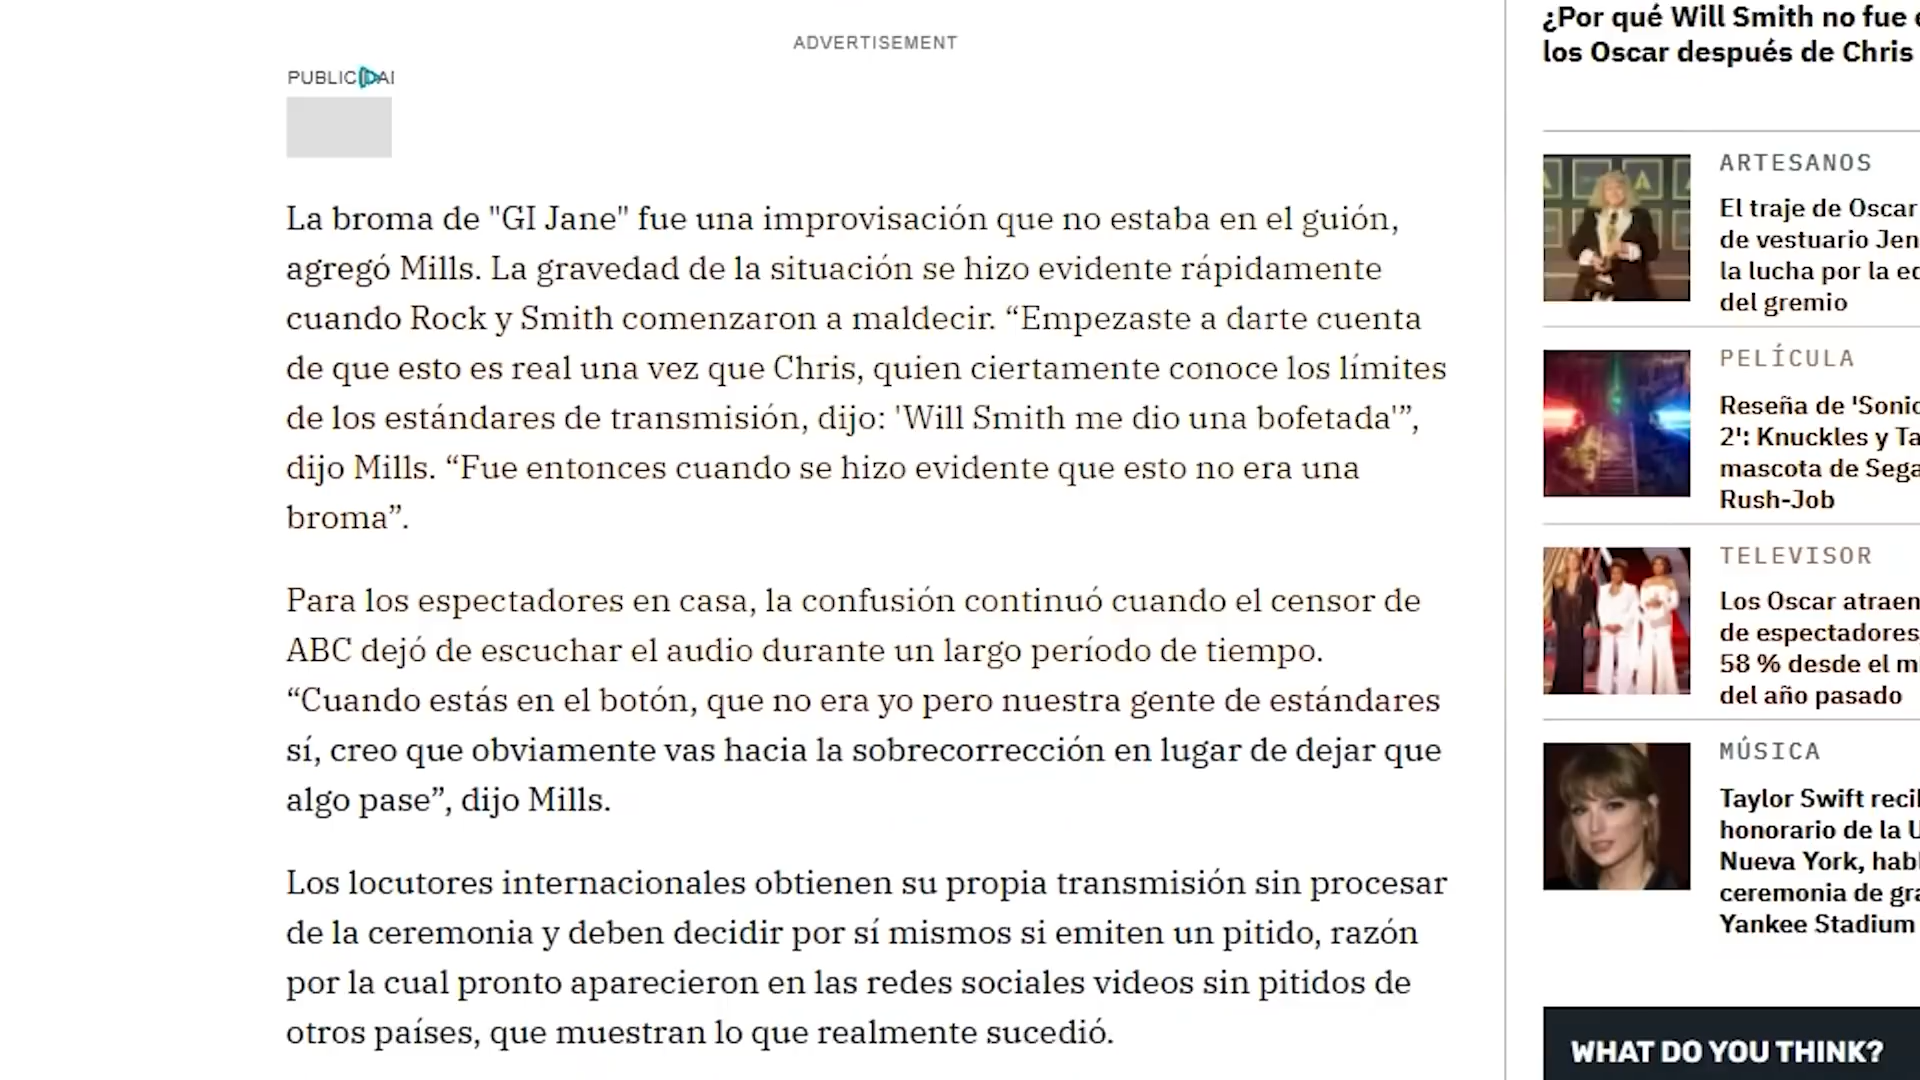 ADVERTISEMENT
La broma de "GI Jane" fue una improvisación que no estaba en el guión,
agregó Mills. La gravedad de la situación se hizo evidente rápidamente
cuando Rock y Smith comenzaron a maldecir. “Empezaste a darte cuenta
de que esto es real una vez que Chris, quien ciertamente conoce los límites
de los estándares de transmisión, dijo: 'Will Smith me dio una bofetada'”,
dijo Mills. “Fue entonces cuando se hizo evidente que esto no era una
broma”.
Para los espectadores en casa, la confusión continuó cuando el censor de
ABC dejó de escuchar el audio durante un largo período de tiempo.
“Cuando estás en el botón, que no era yo pero nuestra gente de estándares
sí, creo que obviamente vas hacia la sobrecorrección en lugar de dejar que
algo pase”, dijo Mills.
Los locutores internacionales obtienen su propia transmisión sin procesar
de la ceremonia y deben decidir por sí mismos si emiten un pitido, razón
por la cual pronto aparecieron en las redes sociales videos sin pitidos de
otros países, que muestran lo que realmente sucedió.
¿Por qué Will Smith no fue
los Oscar después de Chris
ARTESANOS
El traje de Oscar
de vestuario Jen
la lucha por la
del gremio
PELÍCULA
Reseña de 'Sonic
2': Knuckles y Ta
mascota de Sega
Rush-Job
TELEVISOR
Los Oscar atraen
de espectadores,
58 % desde el m
del año pasado
MÚSICA
Taylor Swift recib
honorario de la U
Nueva York, habl
ceremonia de gra
Yankee Stadium
WHAT DO YOU THINK?